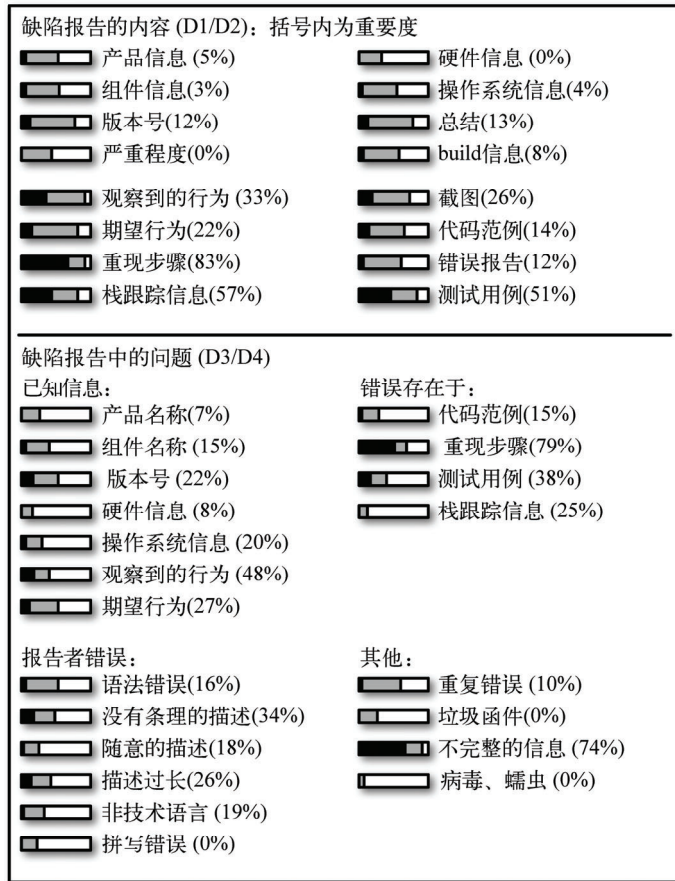 缺陷报告的内容 (D1/D2)：括号内为重要度
产品信息 (5%)
组件信息(3%)
版本号(12%)
严重程度(0%)
观察到的行为 (33%)
期望行为(22%)
重现步骤(83%)
栈跟踪信息(57%)
硬件信息 (0%)
操作系统信息(4%)
总结(13%)
build信息(8%)
截图(26%)
代码范例(14%)
错误报告(12%)
测试用例(51%)
缺陷报告中的问题 (D3/D4)
已知信息：
产品名称(7%)
组件名称 (15%)
版本号 (22%)
硬件信息 (8%)
操作系统信息 (20%)
观察到的行为 (48%)
期望行为(27%)
错误存在于：
代码范例(15%)
重现步骤(79%)
测试用例 (38%)
栈跟踪信息 (25%)
报告者错误：
语法错误(16%)
没有条理的描述(34%)
随意的描述(18%)
描述过长(26%)
非技术语言 (19%)
拼写错误 (0%)
其他：
重复错误 (10%)
垃圾函件(0%)
不完整的信息 (74%)
病毒、蠕虫 (0%)